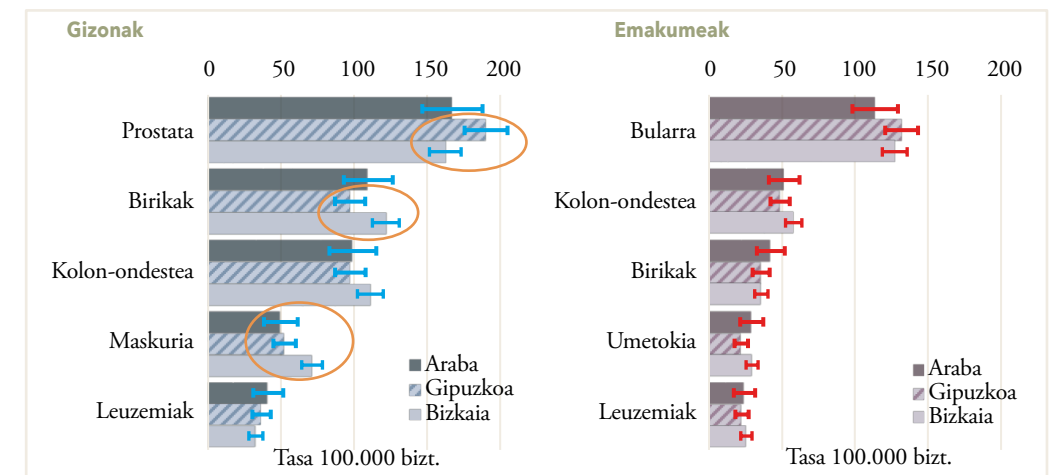 Gizonak
0 50 100 150 200
Prostata
Birikak
Kolon-ondestea
Maskuria
Leuzemiak
Araba
Gipuzkoa
Bizkaia
Tasa 100.000 bizt.
Emakumeak
0 50 100 150 200
Bularra
Kolon-ondestea
Birikak
Umetokia
Leuzemiak
Araba
Gipuzkoa
Bizkaia
Tasa 100.000 bizt.